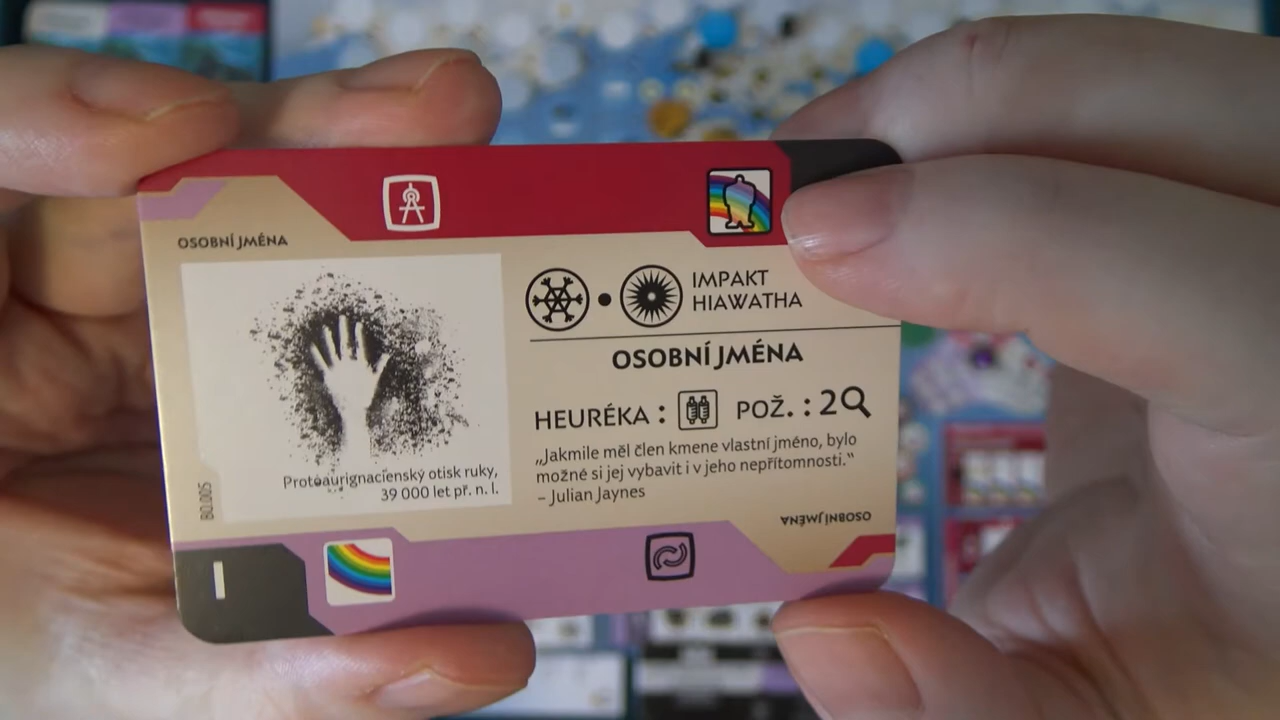 OSOBNÍ JMÉNA
IMPAKT
HIAWATHA
OSOBNÍ JMÉNA
HEURÉKA : POŽ. : 2
„Jakmile měl člen kmene vlastní jméno, bylo
možné si jej vybavit i v jeho nepřítomnosti.“
– Julian Jaynes
Protoaurignacienský otisk ruky,
39 000 let př. n. l.
BO.005
OSOBNÍ JMÉNA
I